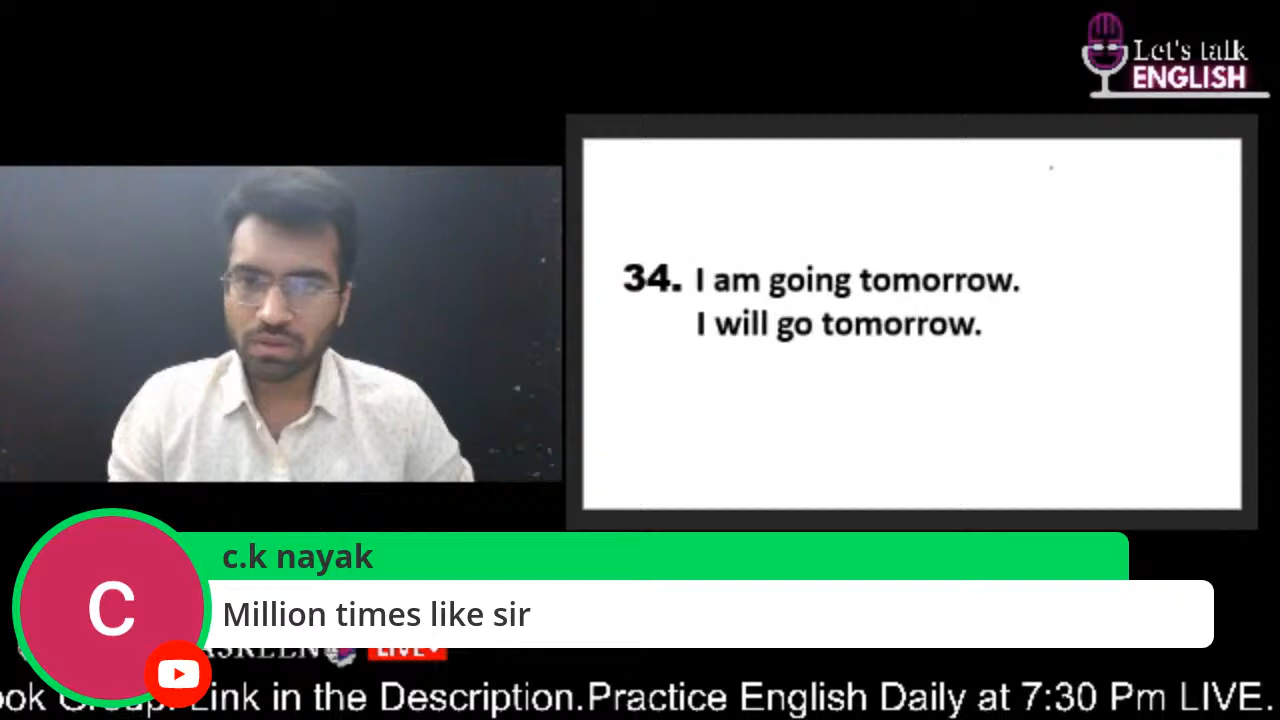 Let's talk
ENGLISH
34. I am going tomorrow.
I will go tomorrow.
C
c.k nayak
Million times like sir
LIVE
Link in the Description.Practice English Daily at 7:30 Pm LIVE.